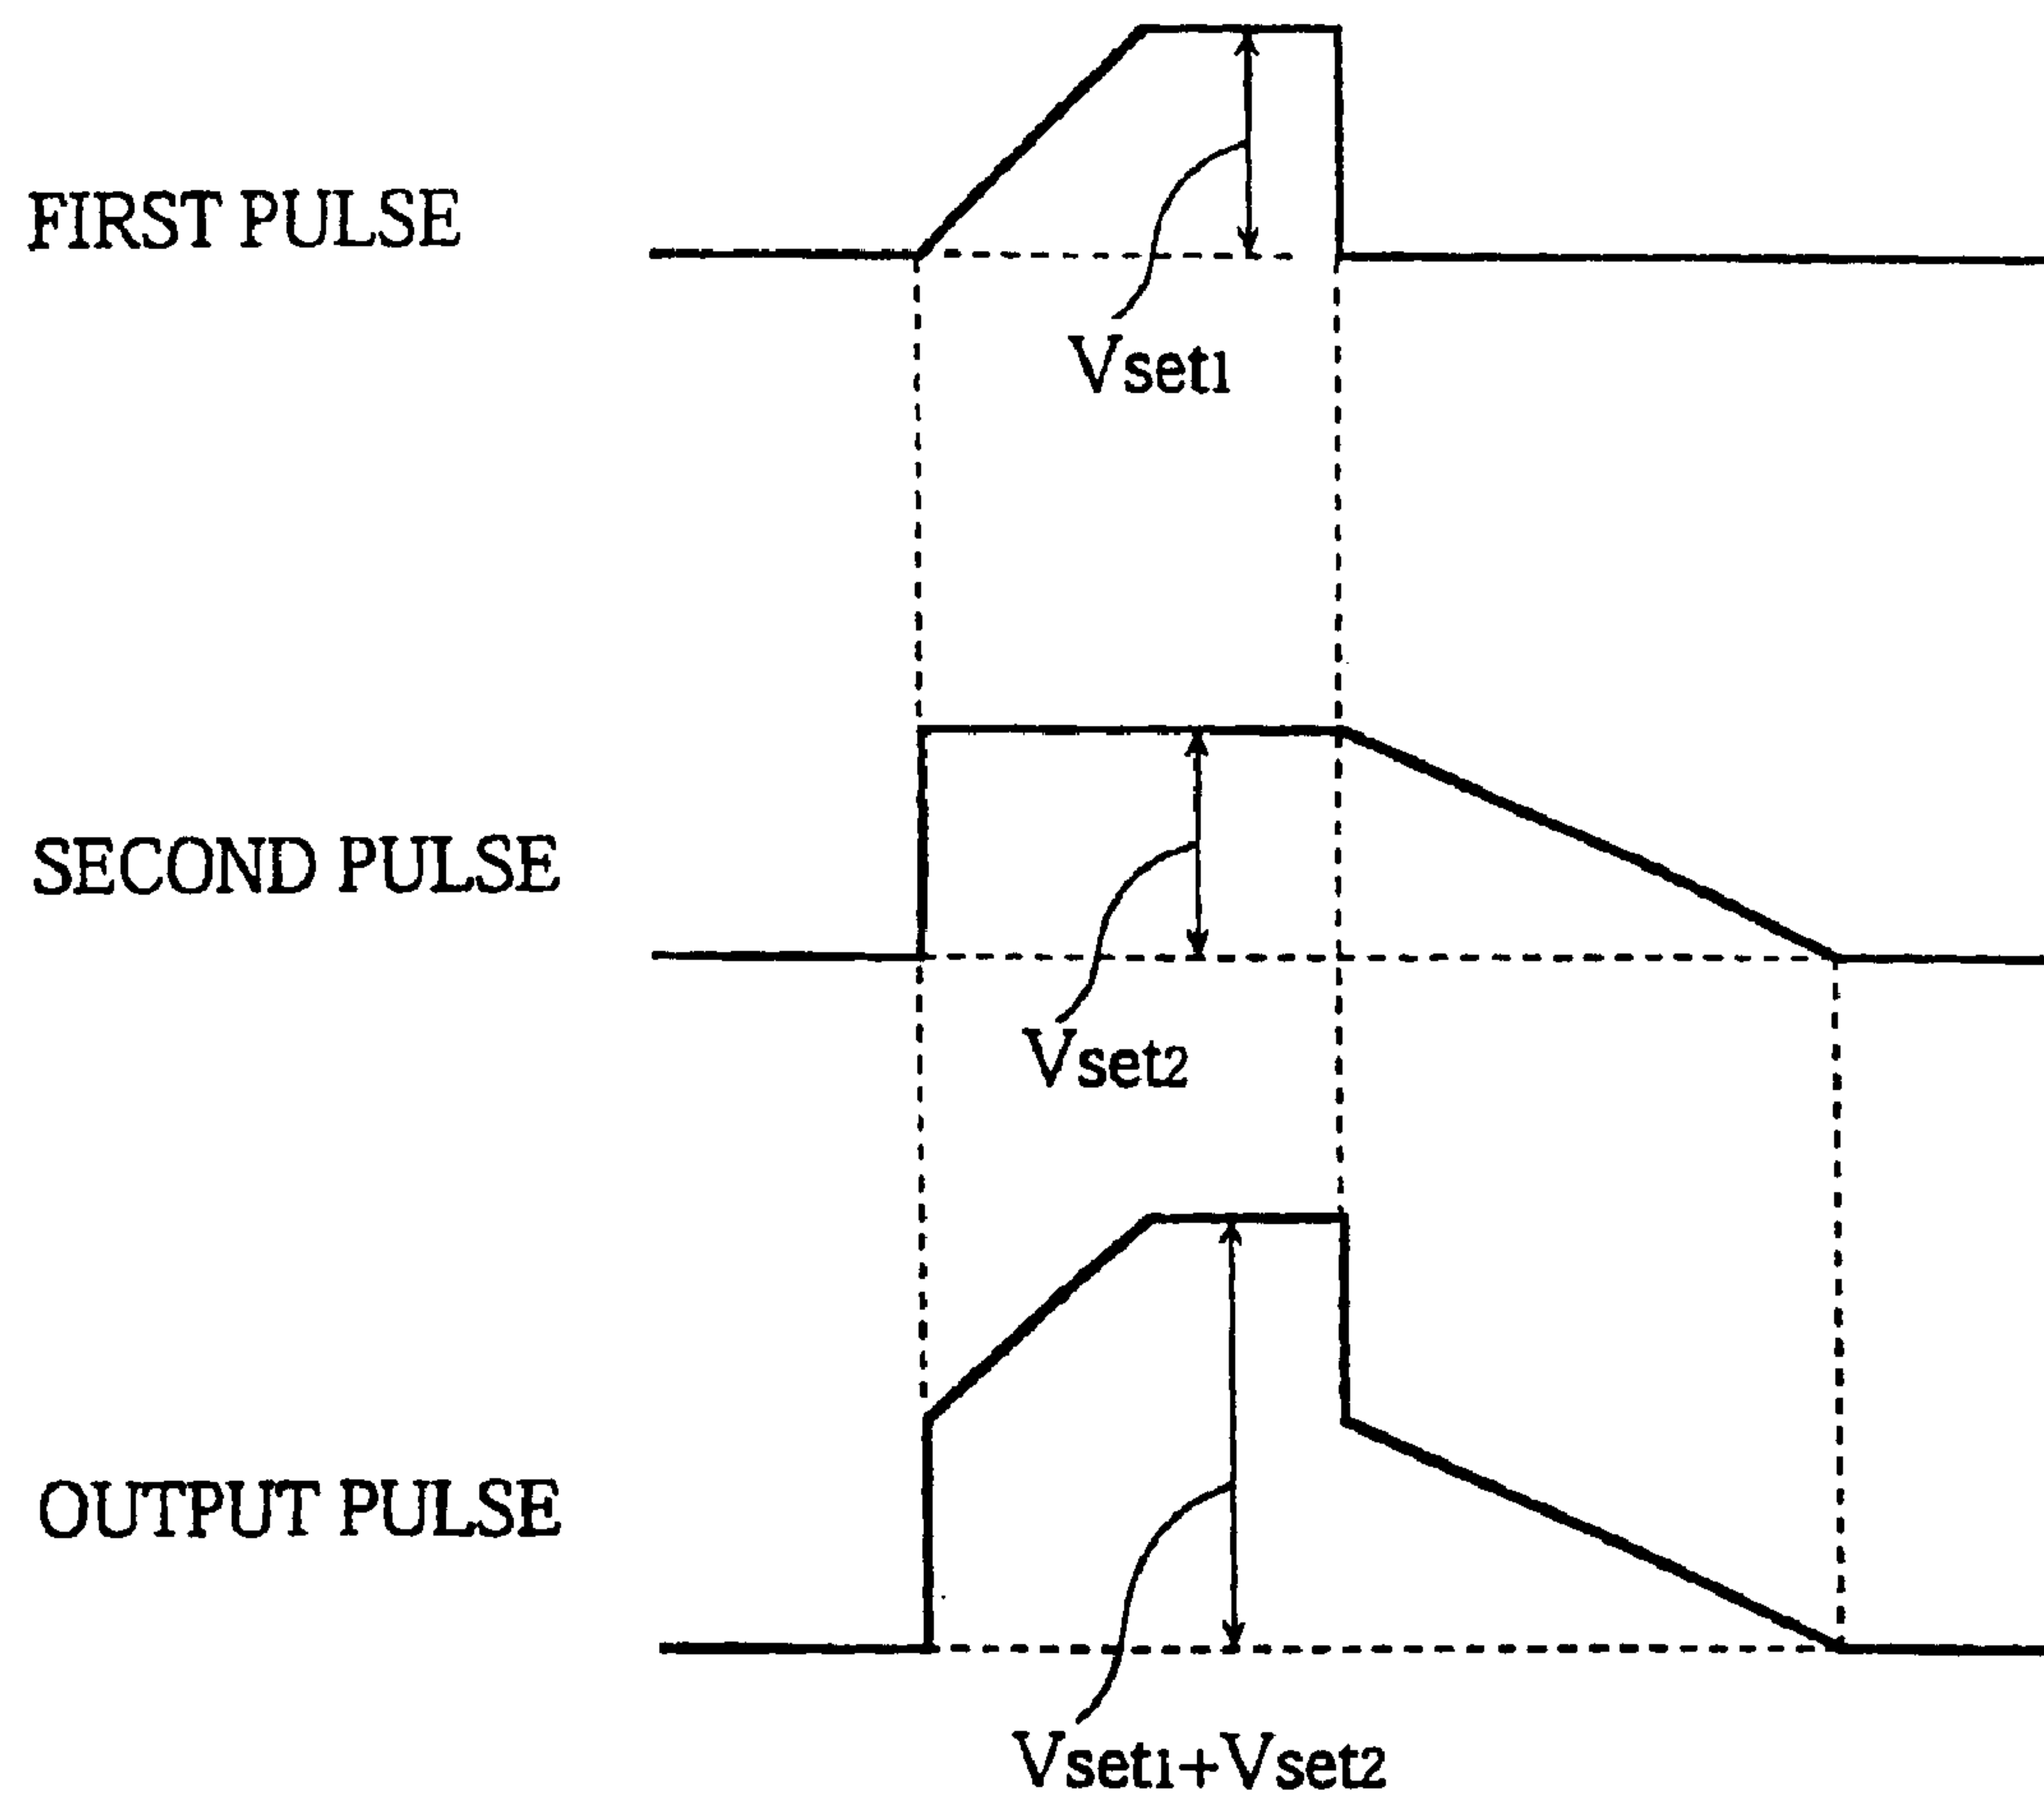 FIRST PULSE
Vset1
SECOND PULSE
Vset2
OUTPUT PULSE
Vset1+Vset2